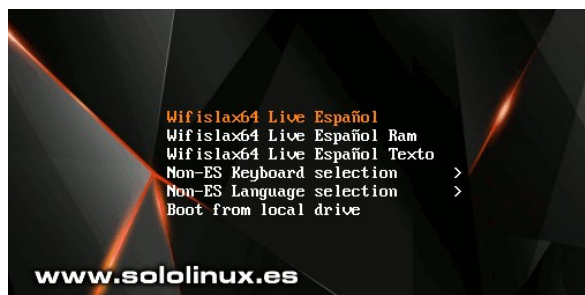 Wifislax64 Live Español
Wifislax64 Live Español Ram
Wifislax64 Live Español Texto
Non-ES Keyboard selection >
Non-ES Language selection >
Boot from local drive
www.sololinux.es